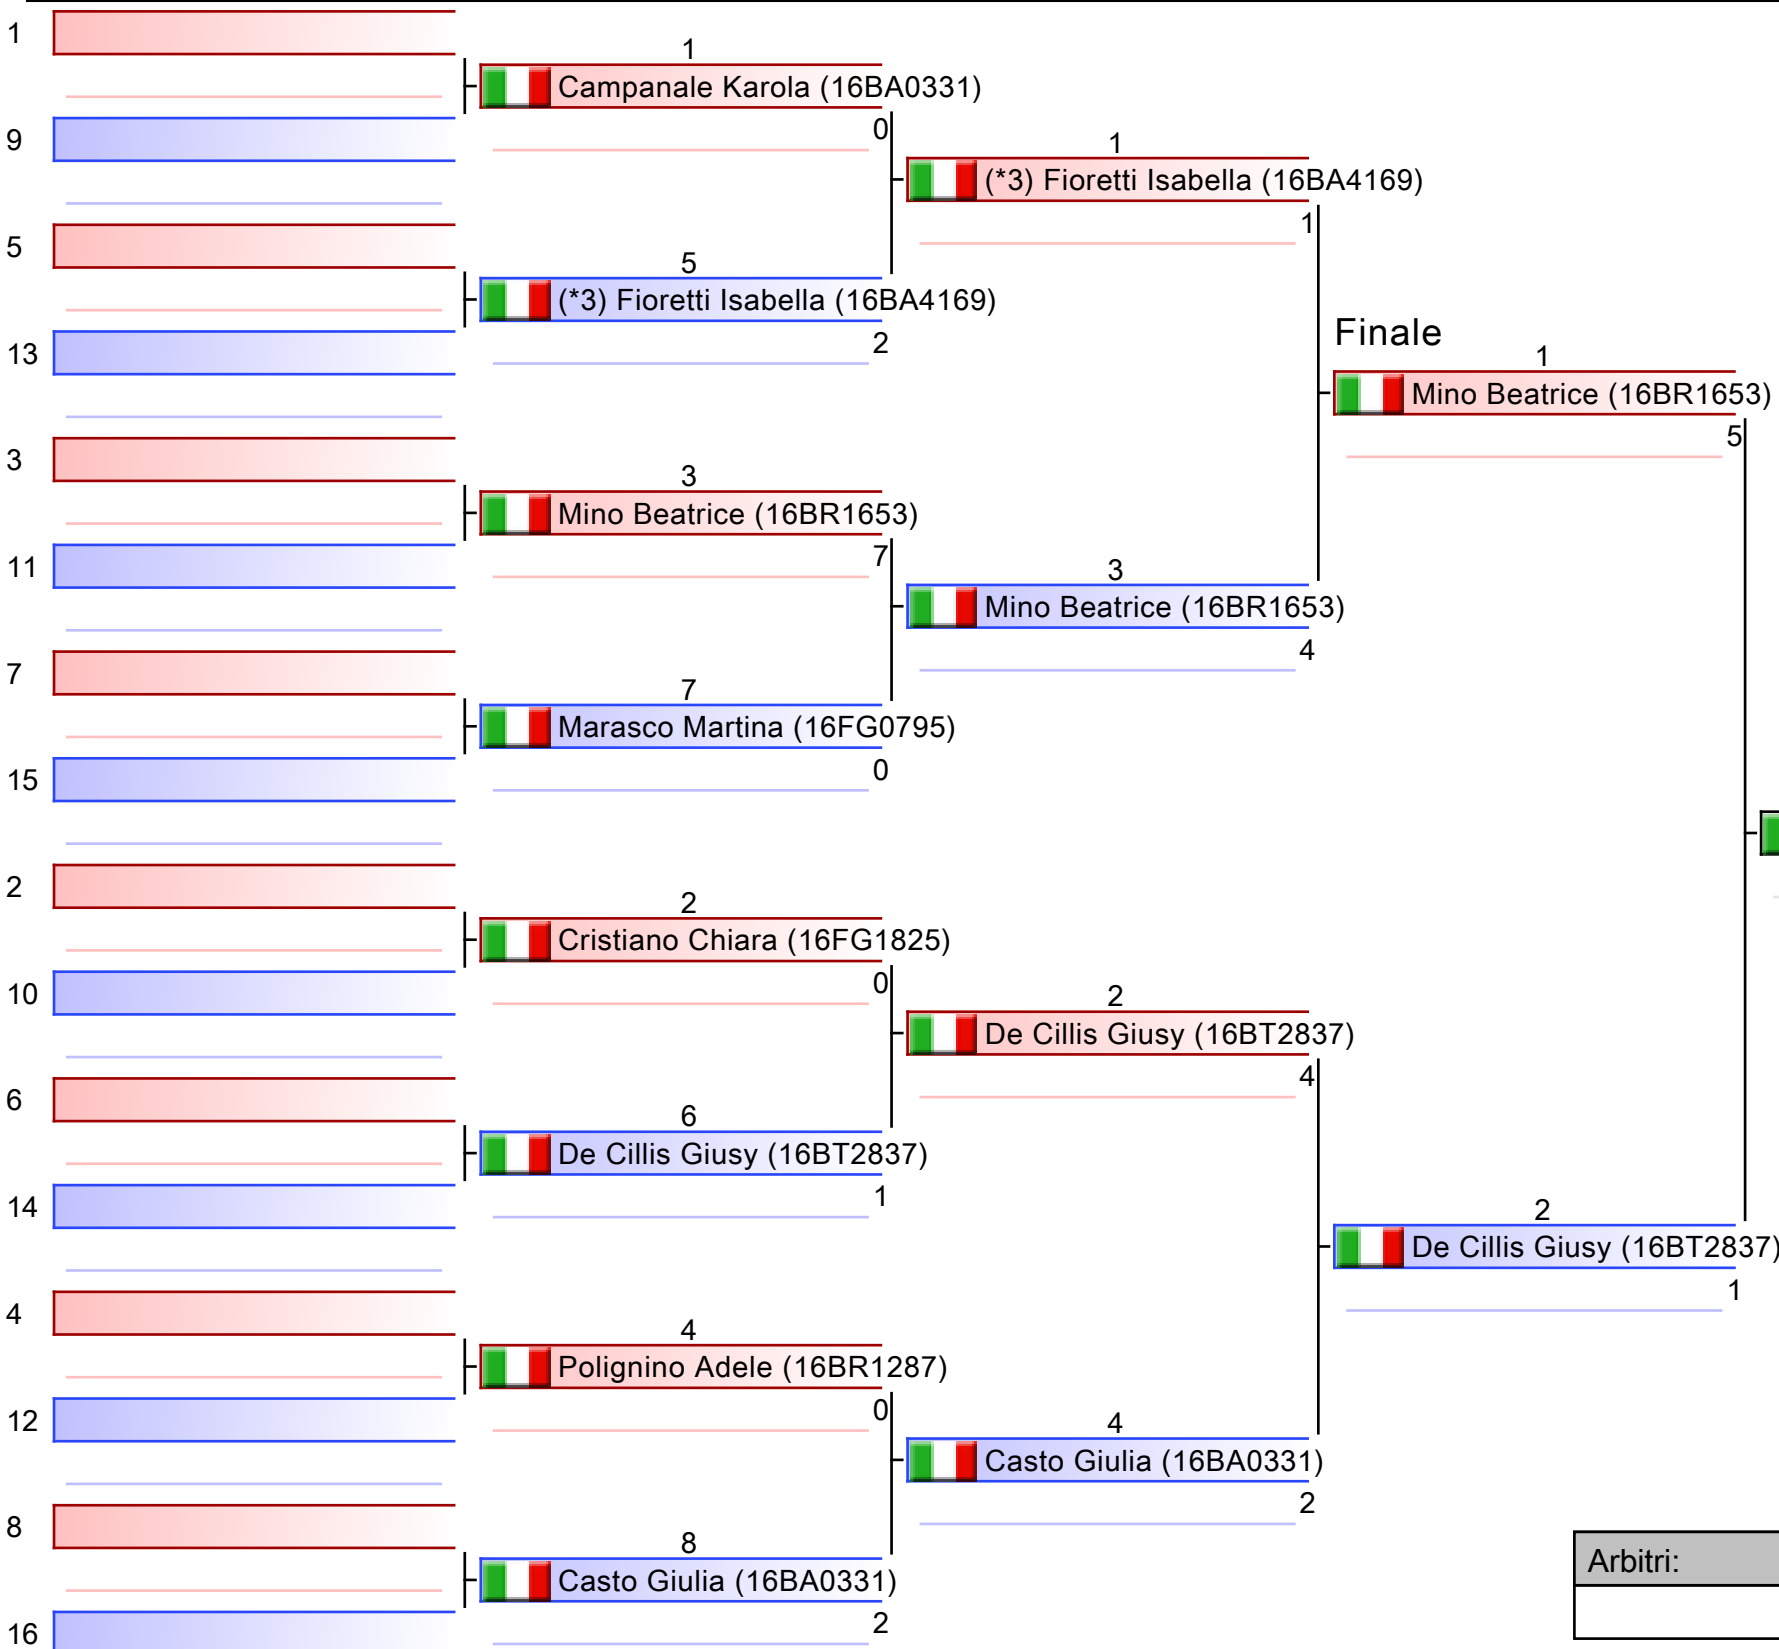 1
9
5
13
3
11
7
15
2
10
6
14
4
12
8
16
1
Campanale Karola (16BA0331)
0
5
(*3) Fioretti Isabella (16BA4169)
2
3
Mino Beatrice (16BR1653)
7
7
Marasco Martina (16FG0795)
0
2
Cristiano Chiara (16FG1825)
0
6
De Cillis Giusy (16BT2837)
1
4
Polignino Adele (16BR1287)
0
8
Casto Giulia (16BA0331)
2
1
(*3) Fioretti Isabella (16BA4169)
1
3
Mino Beatrice (16BR1653)
4
2
De Cillis Giusy (16BT2837)
4
4
Casto Giulia (16BA0331)
2
Finale
1
Mino Beatrice (16BR1653)
5
2
De Cillis Giusy (16BT2837)
1
Arbitri: